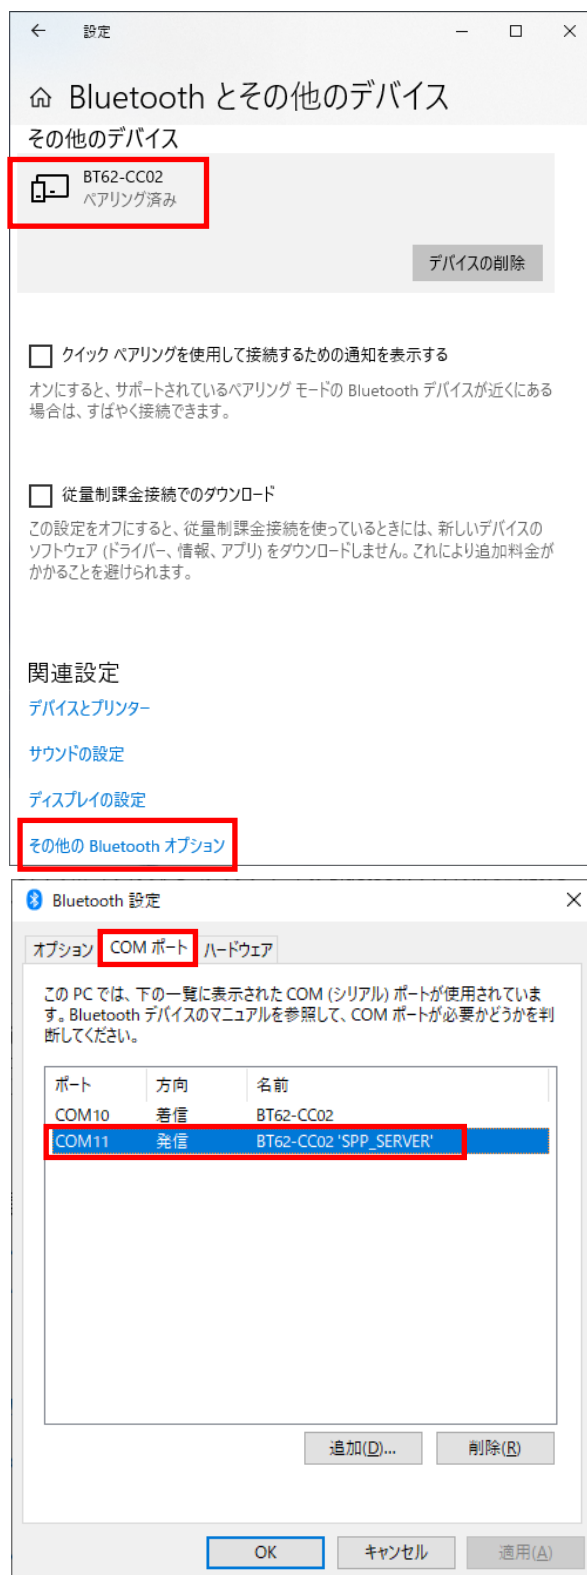 設定
Bluetooth とその他のデバイス
その他のデバイス
BT62-CC02
ペアリング済み
デバイスの削除
クイック ペアリングを使用して接続するための通知を表示する
オンにすると、サポートされているペアリング モードの Bluetooth デバイスが近くにある
場合は、すばやく接続できます。
従量制課金接続でのダウンロード
この設定をオフにすると、従量制課金接続を使っているときには、新しいデバイスの
ソフトウェア (ドライバー、情報、アプリ) をダウンロードしません。これにより追加料金が
かかることを避けられます。
関連設定
デバイスとプリンター
サウンドの設定
ディスプレイの設定
その他の Bluetooth オプション
Bluetooth 設定
オプション COM ポート ハードウェア
この PC では、下の一覧に表示された COM (シリアル) ポートが使用されていま
す。Bluetooth デバイスのマニュアルを参照して、COM ポートが必要かどうかを判
断してください。
ポート 方向 名前
COM10 着信 BT62-CC02
COM11 発信 BT62-CC02 'SPP_SERVER'
追加(D)... 削除(R)
OK キャンセル 適用(A)